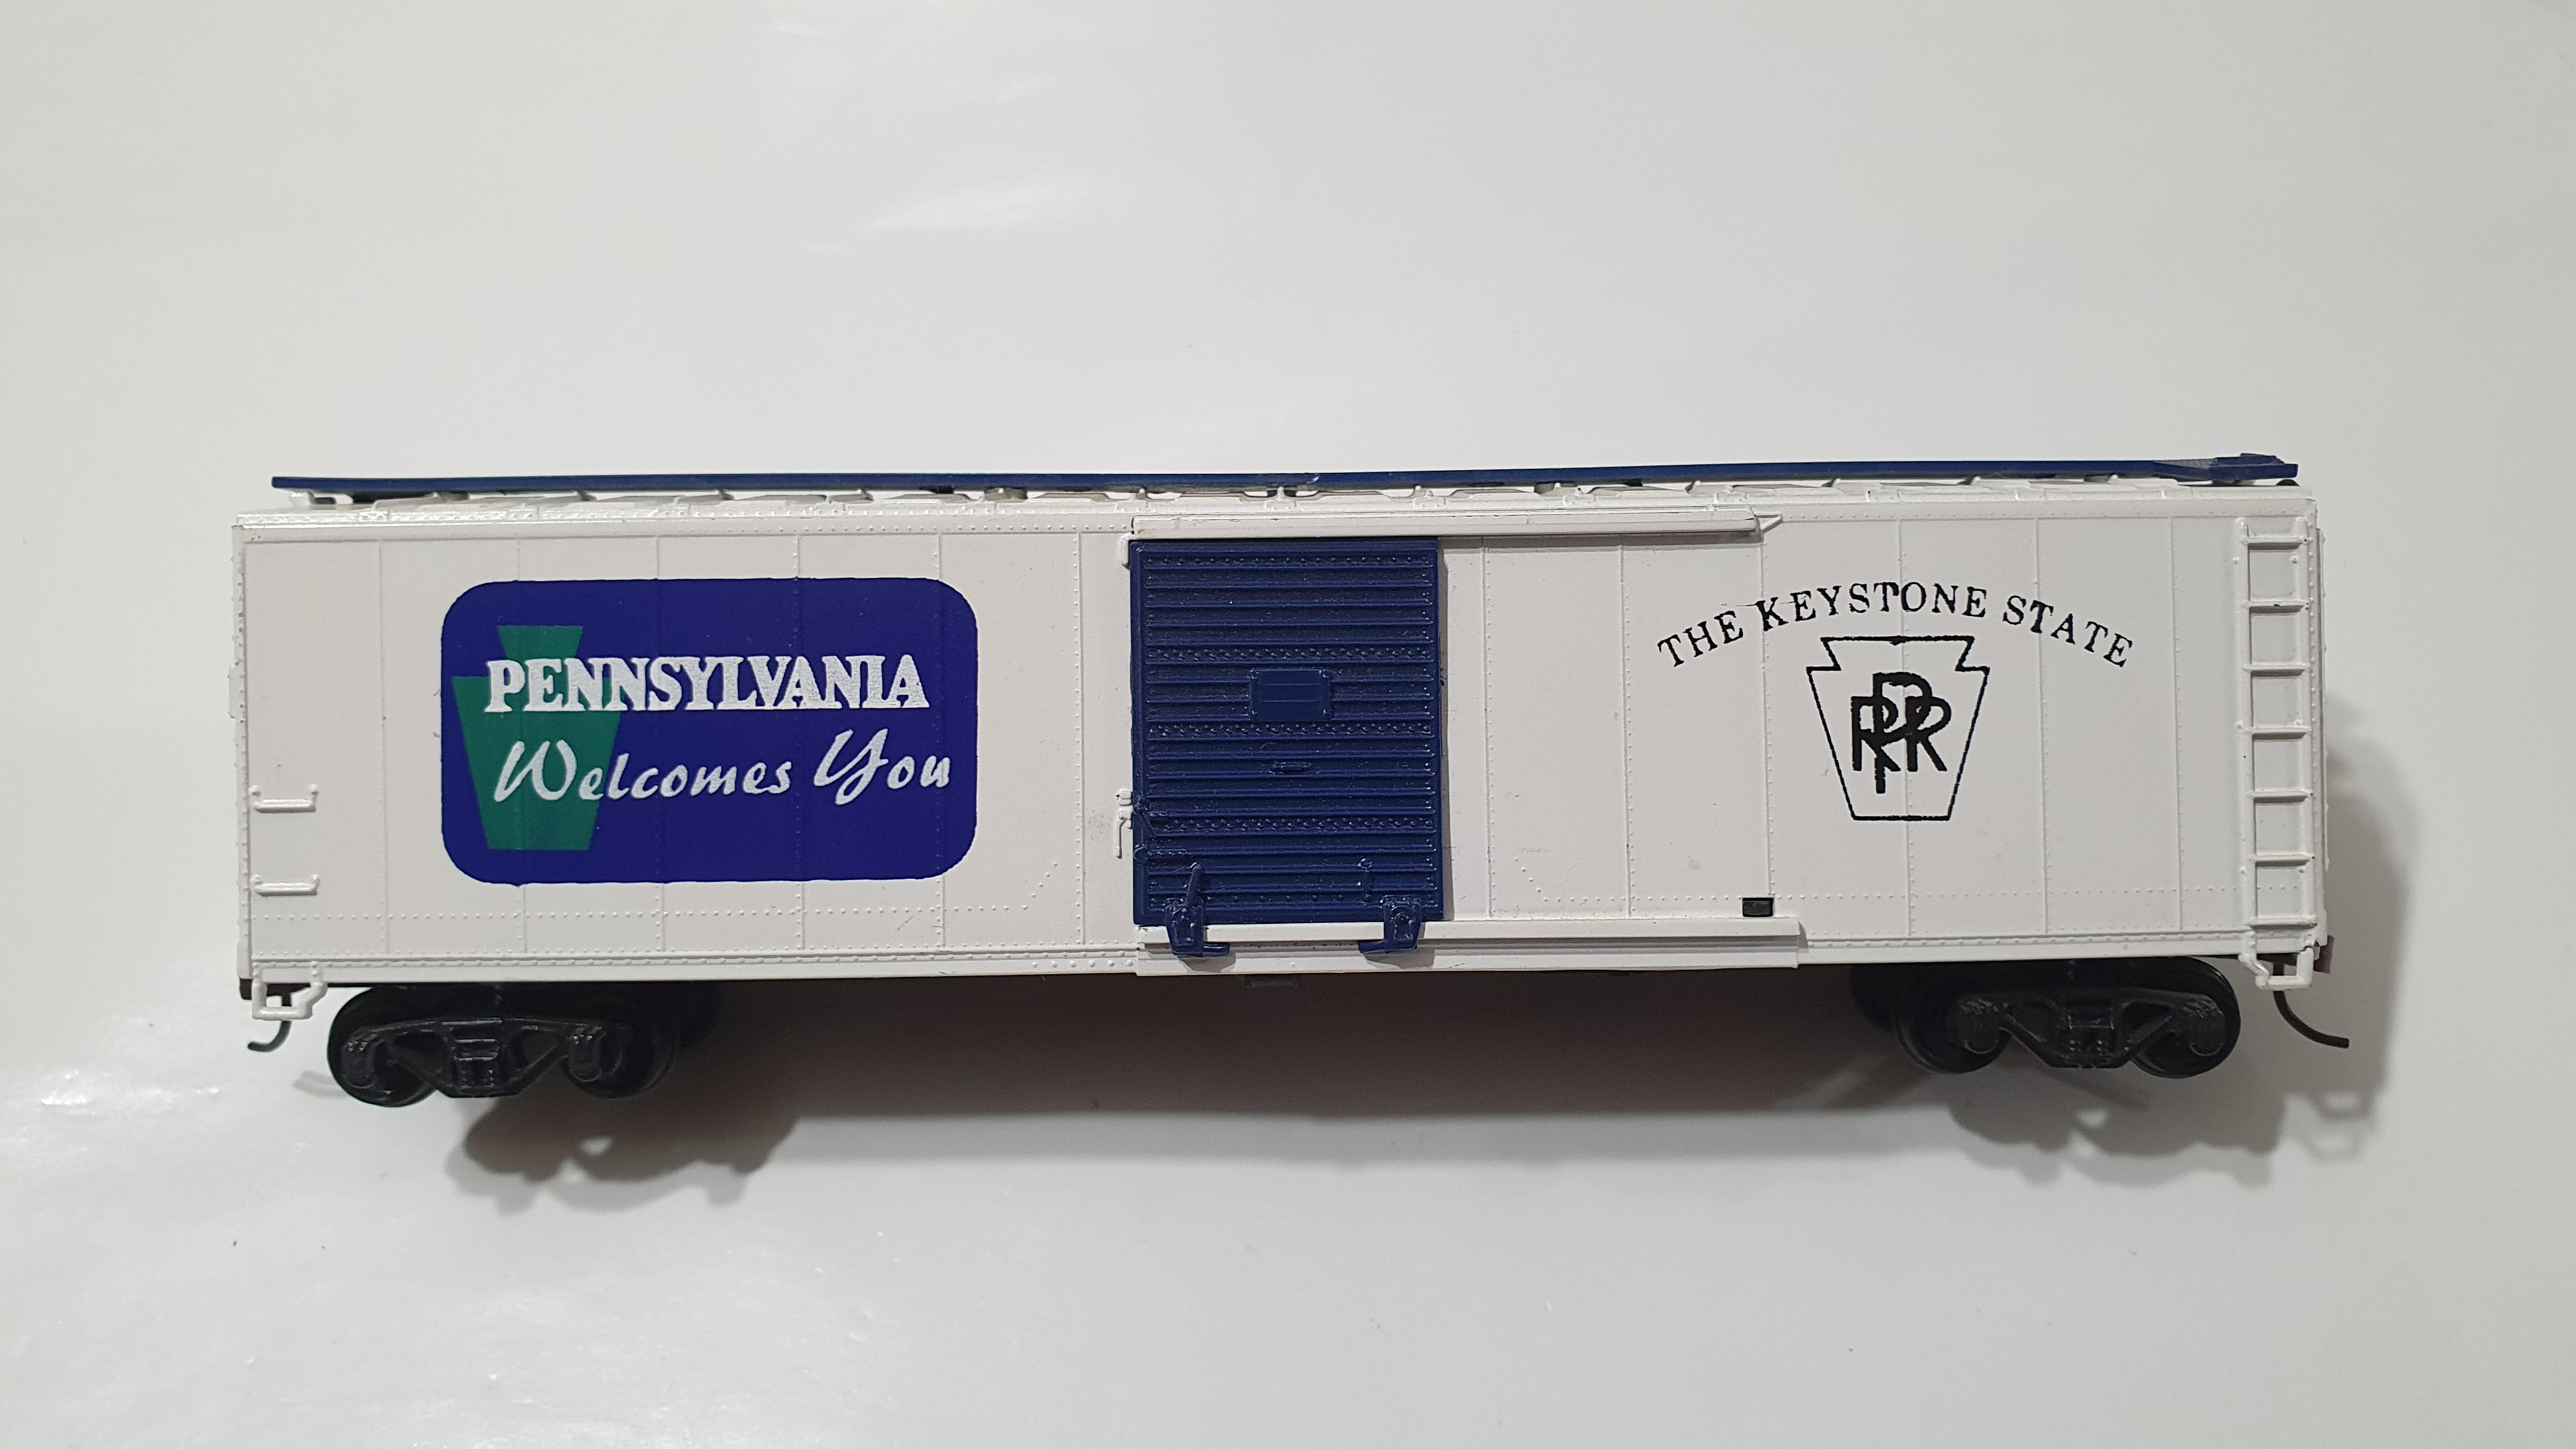 PENNSYLVANIA
Welcomes You
THE KEYSTONE STATE
PRR